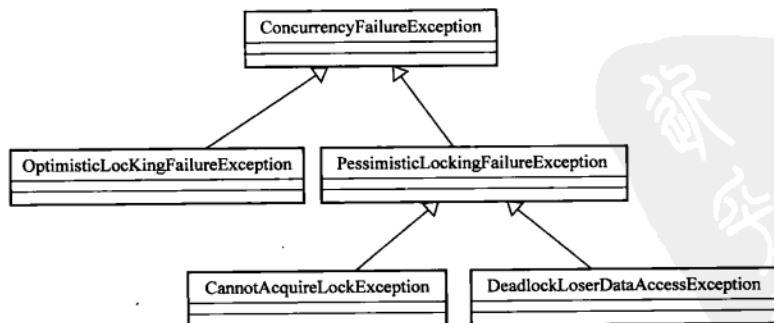 ConcurrencyFailureException
OptimisticLocKingFailureException
PessimisticLockingFailureException
CannotAcquireLockException
DeadlockLoserDataAccessException